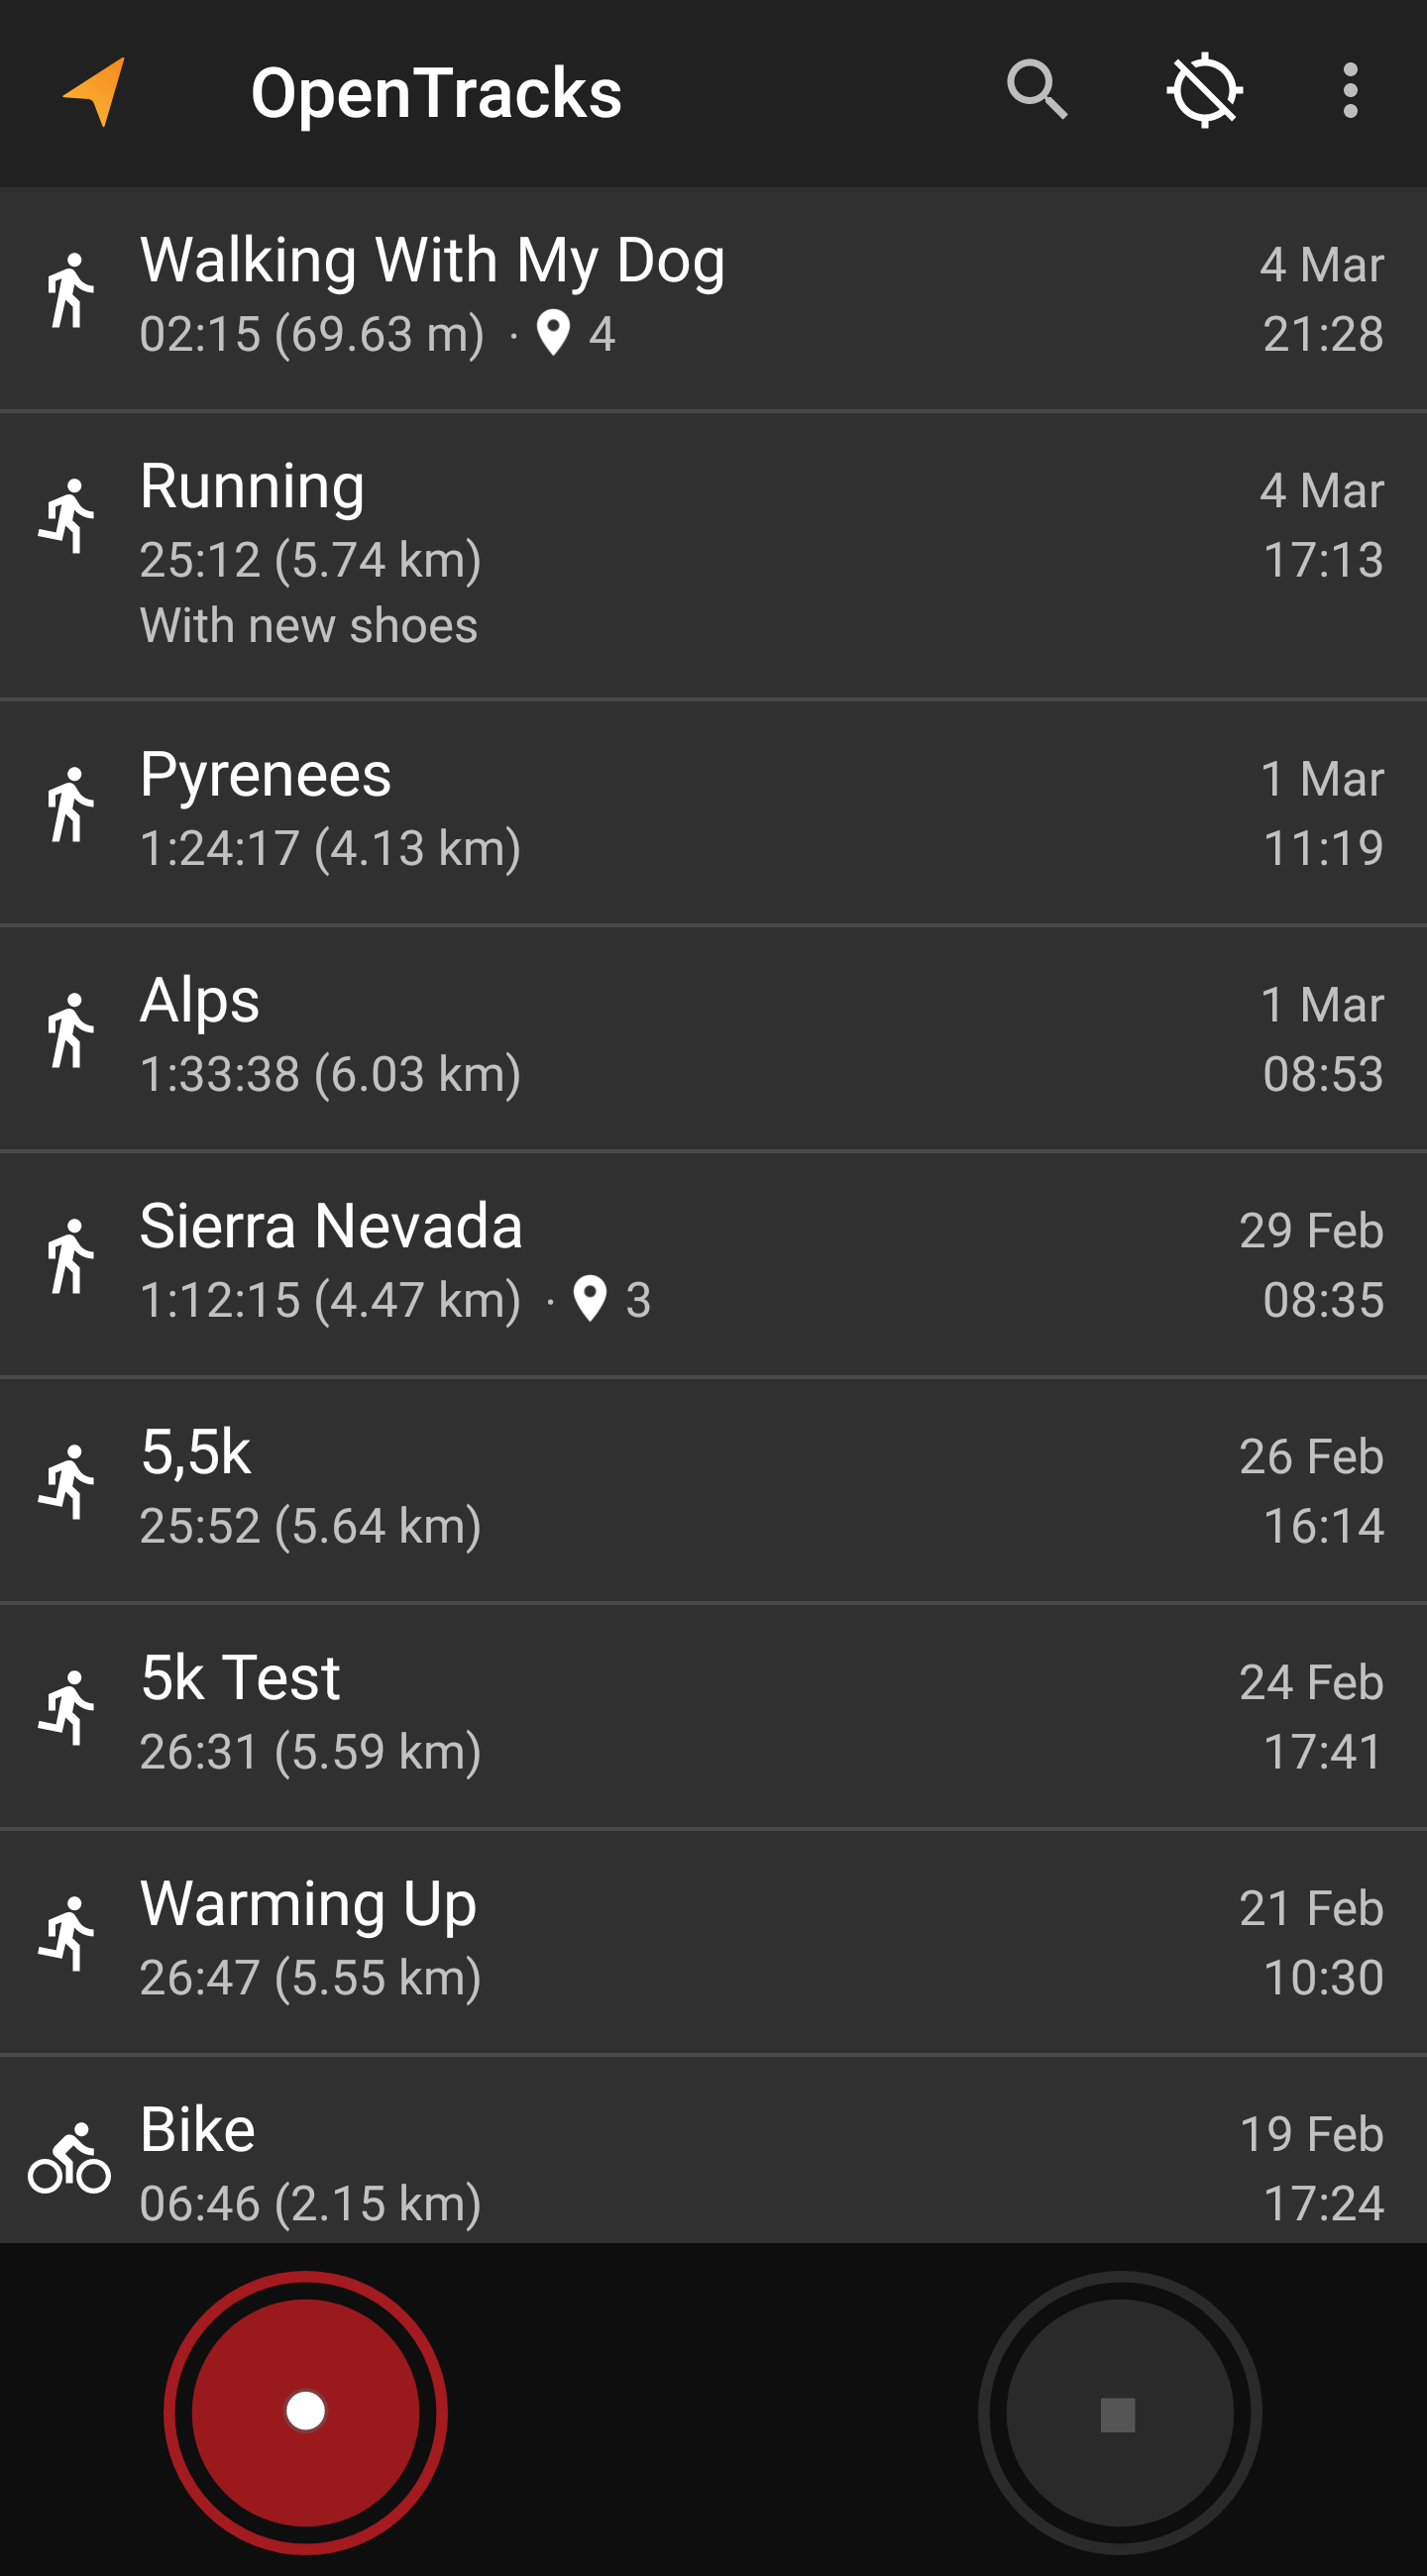 OpenTracks
Walking With My Dog
4 Mar
02:15 (69.63 m) · 4
21:28
Running
4 Mar
25:12 (5.74 km)
17:13
With new shoes
Pyrenees
1 Mar
1:24:17 (4.13 km)
11:19
Alps
1 Mar
1:33:38 (6.03 km)
08:53
Sierra Nevada
29 Feb
1:12:15 (4.47 km) · 3
08:35
5,5k
26 Feb
25:52 (5.64 km)
16:14
5k Test
24 Feb
26:31 (5.59 km)
17:41
Warming Up
21 Feb
26:47 (5.55 km)
10:30
Bike
19 Feb
06:46 (2.15 km)
17:24